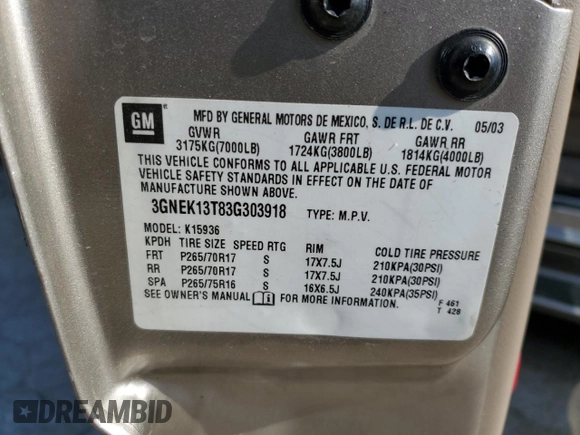 GM
®
MFD BY GENERAL MOTORS DE MEXICO, S. DE R.L. DE C.V. 05/03
GVWR GAWR FRT GAWR RR
3175KG(7000LB) 1724KG(3800LB) 1814KG(4000LB)
THIS VEHICLE CONFORMS TO ALL APPLICABLE U.S. FEDERAL MOTOR
VEHICLE SAFETY STANDARDS IN EFFECT ON THE DATE OF
MANUFACTURE SHOWN ABOVE.
3GNEK13T83G303918 TYPE: M.P.V.
MODEL: K15936
KPDH TIRE SIZE SPEED RTG RIM COLD TIRE PRESSURE
FRT P265/70R17 S 17X7.5J 210KPA(30PSI)
RR P265/70R17 S 17X7.5J 210KPA(30PSI)
SPA P265/75R16 S 16X6.5J 240KPA(35PSI)
SEE OWNER'S MANUAL FOR MORE INFORMATION
F 461
T 428
DREAMBID